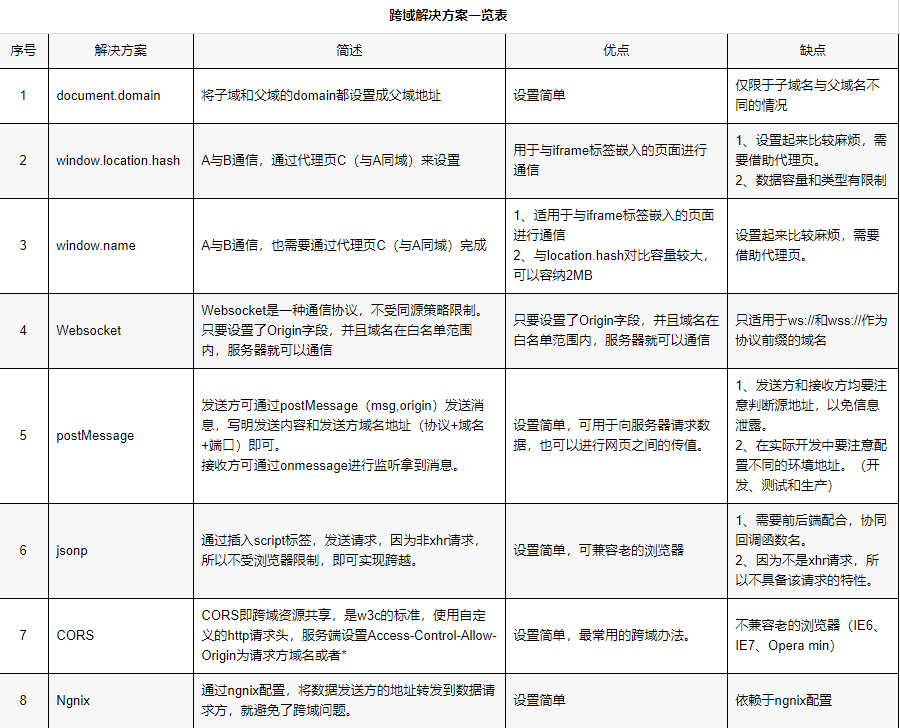 跨域解决方案一览表
序号 解决方案 简述 优点 缺点
1 document.domain 将子域和父域的domain都设置成父域地址 设置简单
仅限于子域名与父域名不
同的情况
2 window.location.hash A与B通信，通过代理页C（与A同域）来设置
用于与iframe标签嵌入的页面进行
通信
1、设置起来比较麻烦，需
要借助代理页。
2、数据容量和类型有限制
3 window.name A与B通信，也需要通过代理页C（与A同域）完成
1、适用于与iframe标签嵌入的页面
进行通信
2、与location.hash对比容量较大，
可以容纳2MB
设置起来比较麻烦，需要
借助代理页。
4 Websocket
Websocket是一种通信协议，不受同源策略限制。
只要设置了Origin字段，并且域名在白名单范围
内，服务器就可以通信
只要设置了Origin字段，并且域名在
白名单范围内，服务器就可以通信
只适用于ws://和wss://作为
协议前缀的域名
5 postMessage
发送方可通过postMessage（msg,origin）发送消
息，写明发送内容和发送方域名地址（协议+域名
+端口）即可。
接收方可通过onmessage进行监听拿到消息。
设置简单，可用于向服务器请求数
据，也可以进行网页之间的传值。
1、发送方和接收方均要注
意判断源地址，以免信息
泄露。
2、在实际开发中要注意配
置不同的环境地址。（开
发、测试和生产）
6 jsonp
通过插入script标签，发送请求，因为非xhr请求，
所以不受浏览器限制，即可实现跨越。
设置简单，可兼容老的浏览器
1、需要前后端配合，协同
回调函数名。
2、因为不是xhr请求，所
以不具备该请求的特性。
7 CORS
CORS即跨域资源共享，是w3c的标准，使用自定
义的http请求头，服务端设置Access-Control-Allow-
Origin为请求方域名或者*
设置简单，最常用的跨域办法。
不兼容老的浏览器（IE6、
IE7、Opera min）
8 Ngnix
通过ngnix配置，将数据发送方的地址转发到数据请
求方，就避免了跨域问题。
设置简单
依赖于ngnix配置